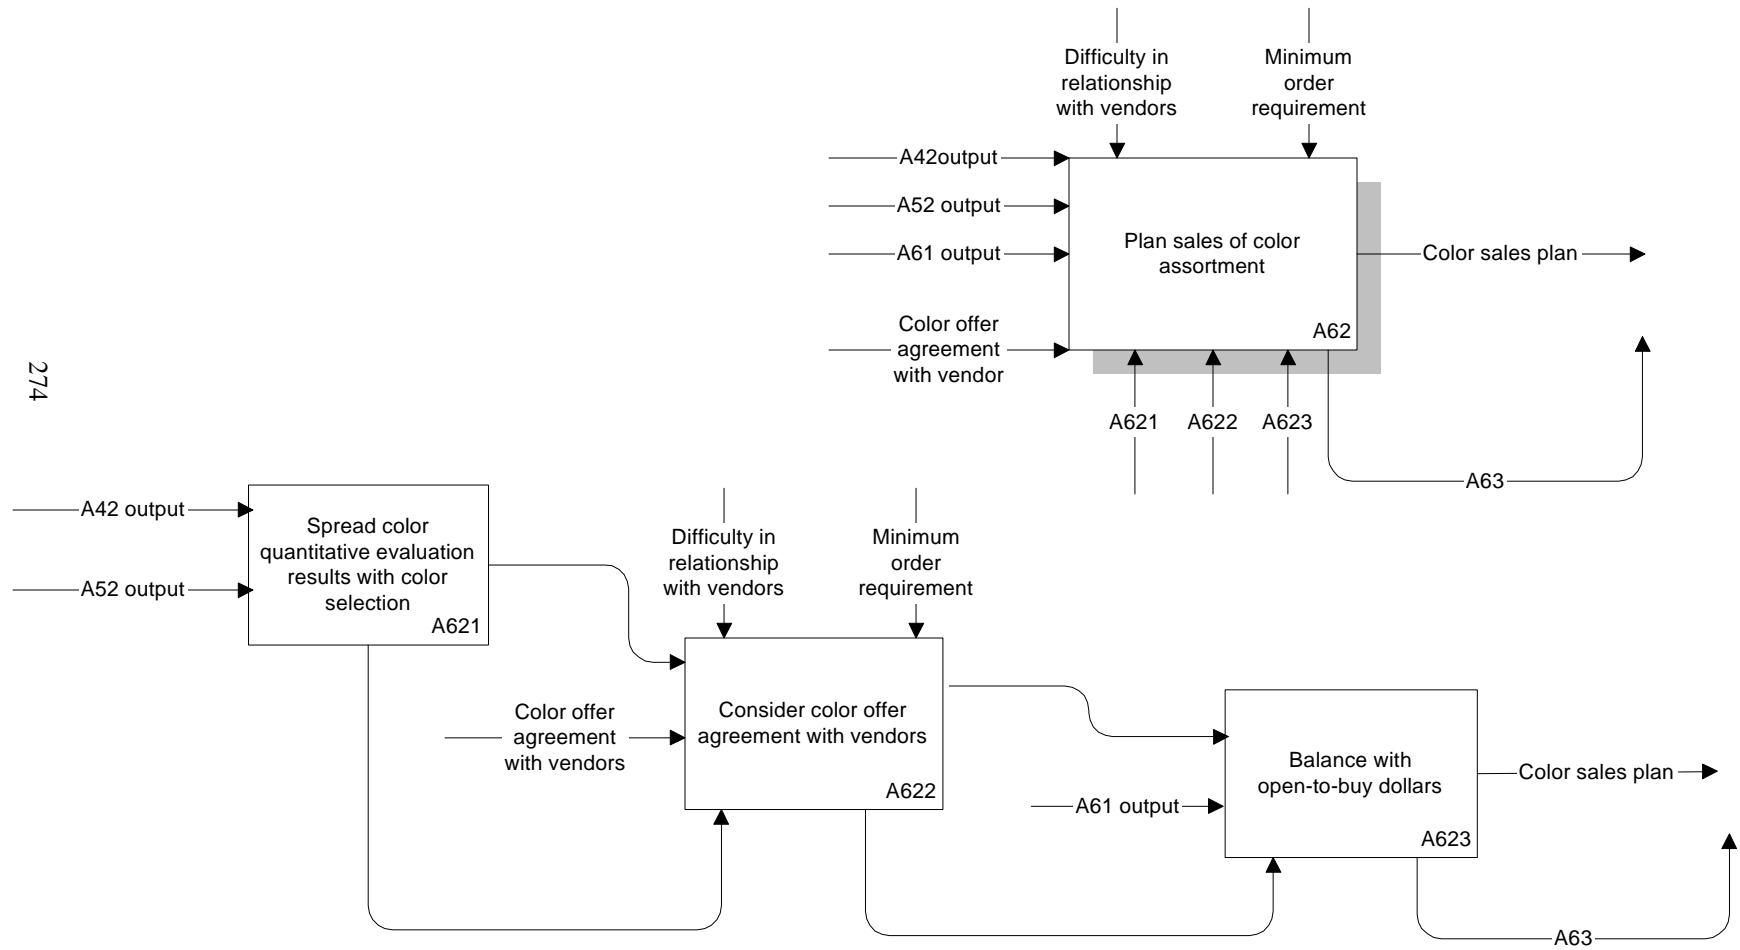 Difficulty in
relationship
with vendors
Minimum
order
requirement
A42output
A52 output
A61 output
Color offer
agreement
with vendor
Plan sales of color
assortment
A62
Color sales plan
A621
A622
A623
A63
274
A42 output
A52 output
Spread color
quantitative evaluation
results with color
selection
A621
Difficulty in
relationship
with vendors
Minimum
order
requirement
Color offer
agreement
with vendors
Consider color offer
agreement with vendors
A622
A61 output
Balance with
open-to-buy dollars
A623
Color sales plan
A63